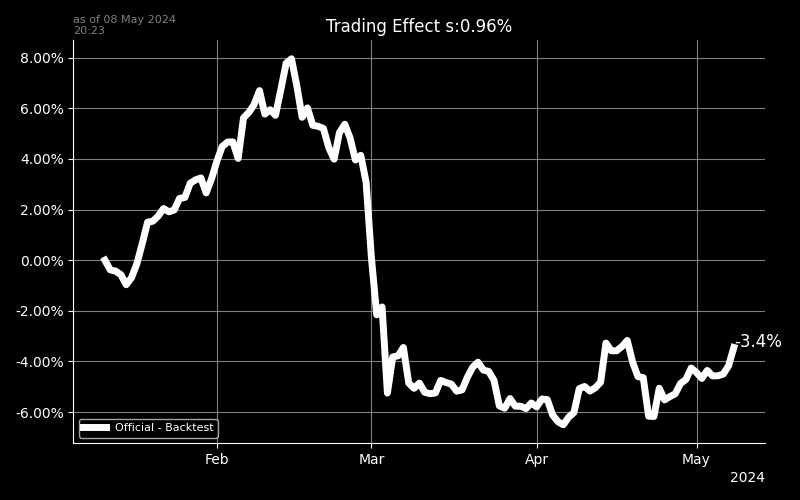 as of 08 May 2024
20:23
Trading Effect s:0.96%
8.00%
6.00%
4.00%
2.00%
0.00%
-2.00%
-4.00%
-6.00%
-3.4%
Official - Backtest
Feb
Mar
Apr
May
2024